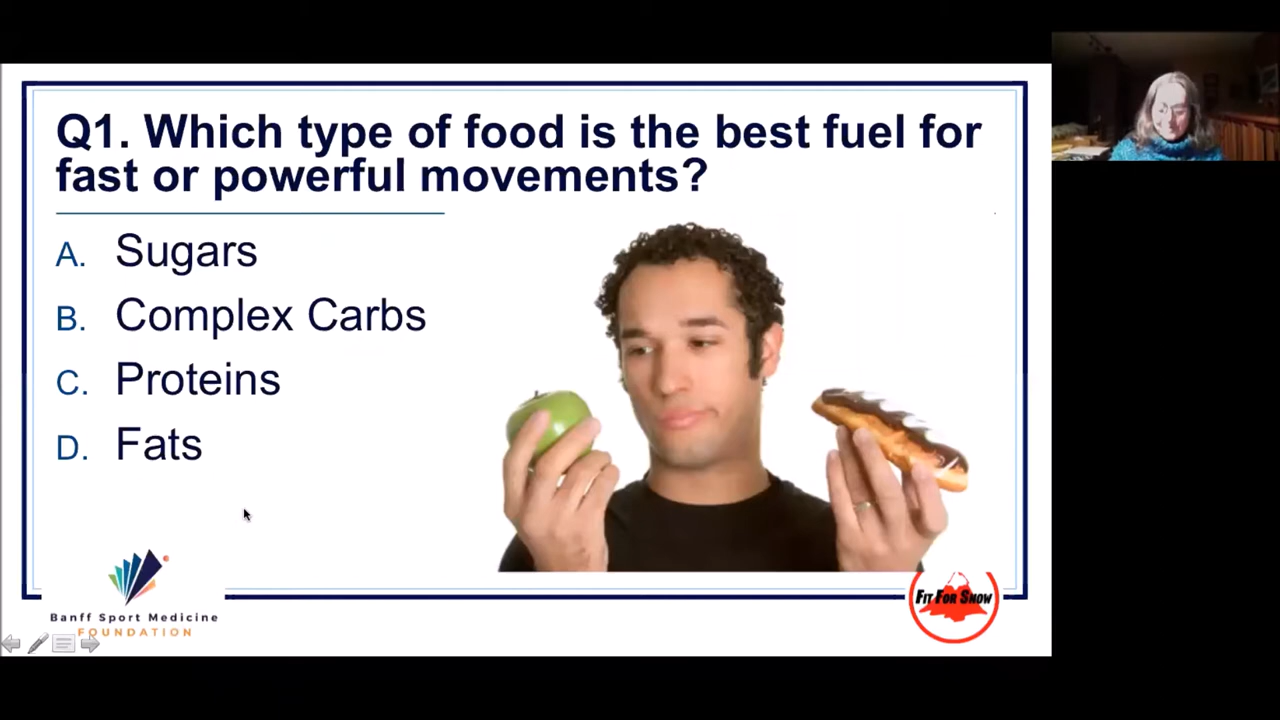 Q1. Which type of food is the best fuel for
fast or powerful movements?
A. Sugars
B. Complex Carbs
C. Proteins
D. Fats
Banff Sport Medicine
FOUNDATION
FIT FOR SNOW